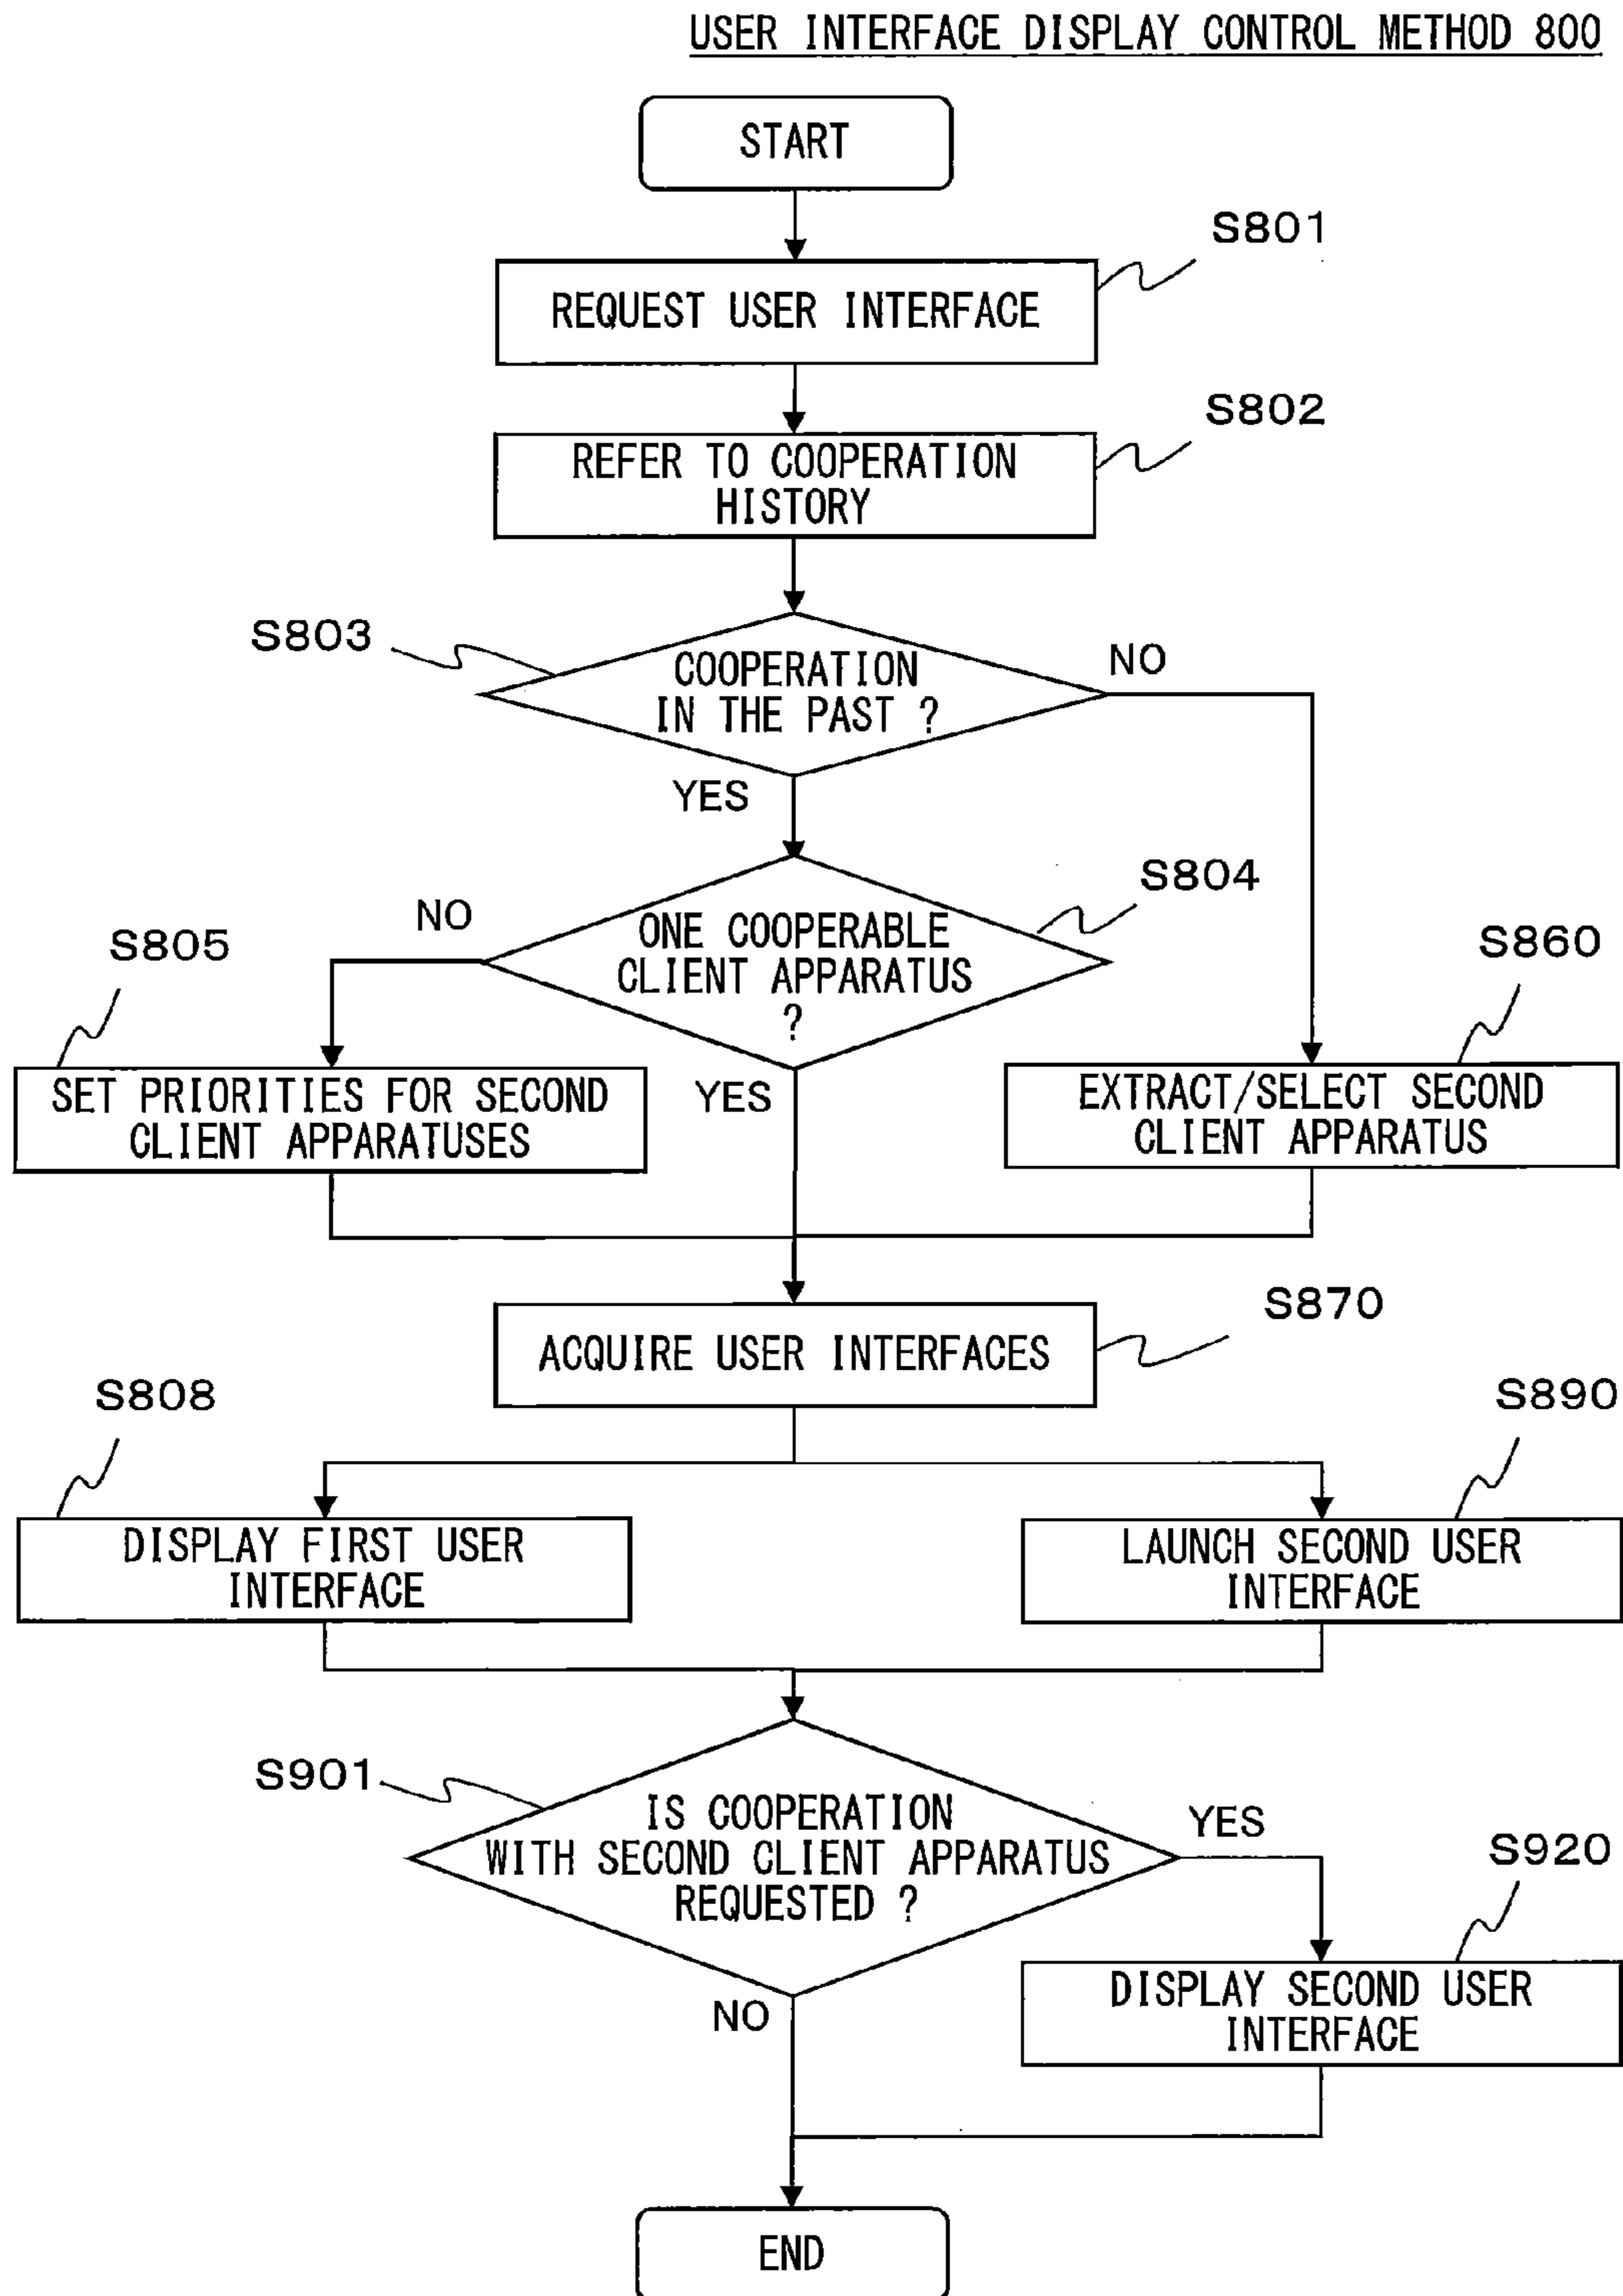 USER INTERFACE DISPLAY CONTROL METHOD 800
START
S801
REQUEST USER INTERFACE
S802
REFER TO COOPERATION
HISTORY
S803
COOPERATION
IN THE PAST ?
NO
YES
S804
ONE COOPERABLE
CLIENT APPARATUS
?
NO
YES
S805
SET PRIORITIES FOR SECOND
CLIENT APPARATUSES
S860
EXTRACT/SELECT SECOND
CLIENT APPARATUS
S870
ACQUIRE USER INTERFACES
S808
DISPLAY FIRST USER
INTERFACE
S890
LAUNCH SECOND USER
INTERFACE
S901
IS COOPERATION
WITH SECOND CLIENT APPARATUS
REQUESTED ?
YES
NO
S920
DISPLAY SECOND USER
INTERFACE
END